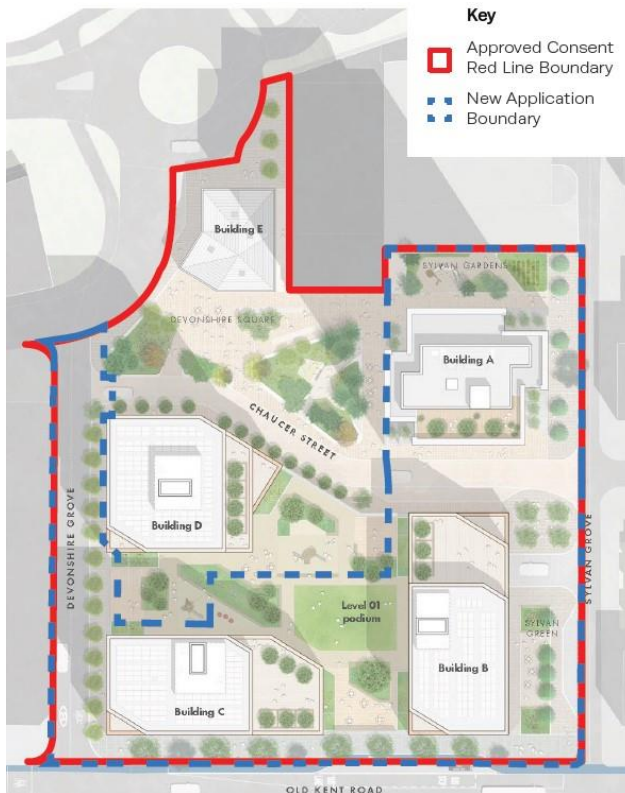 Key
Approved Consent
Red Line Boundary
New Application
Boundary
Building E
SYLVAN GARDENS
DEVONSHIRE SQUARE
Building A
CHAUCER STREET
Building D
DEVONSHIRE GROVE
SYLVAN GROVE
Level 01
podium
SYLVAN
GREEN
Building B
Building C
OLD KENT ROAD